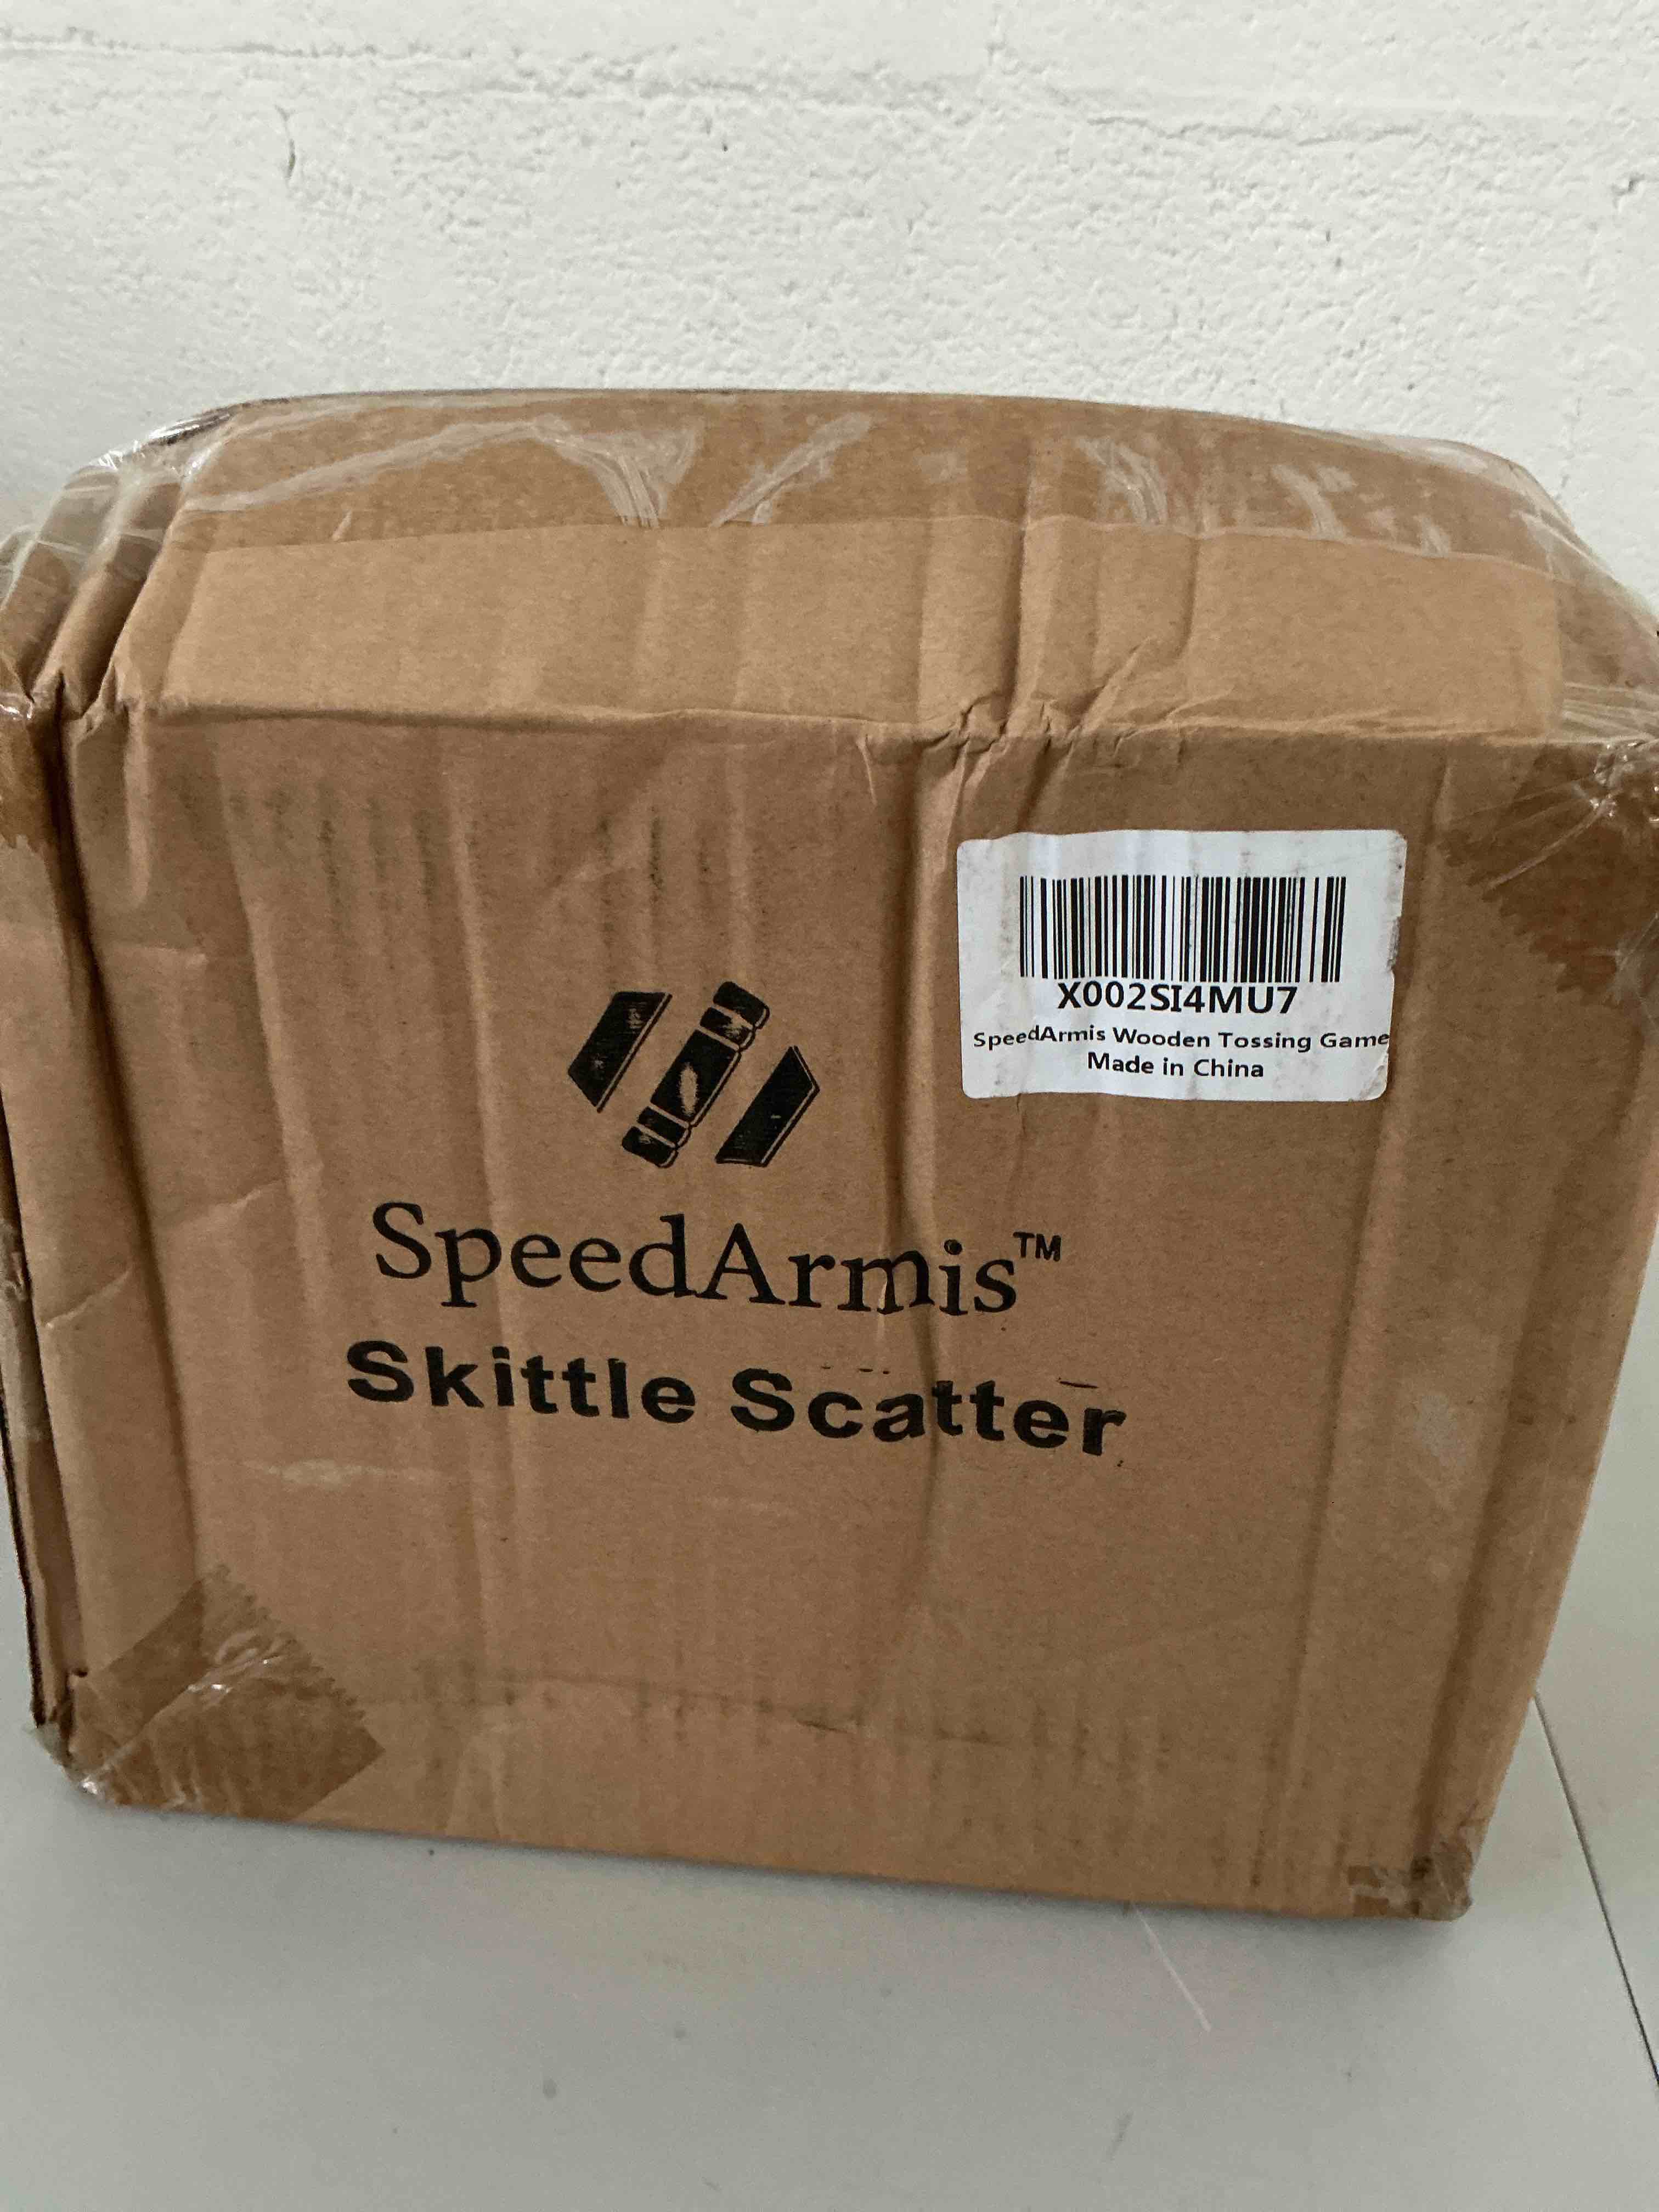 X002SI4MU7
SpeedArmis Wooden Tossing Game
Made in China
SpeedArmis™
Skittle Scatter